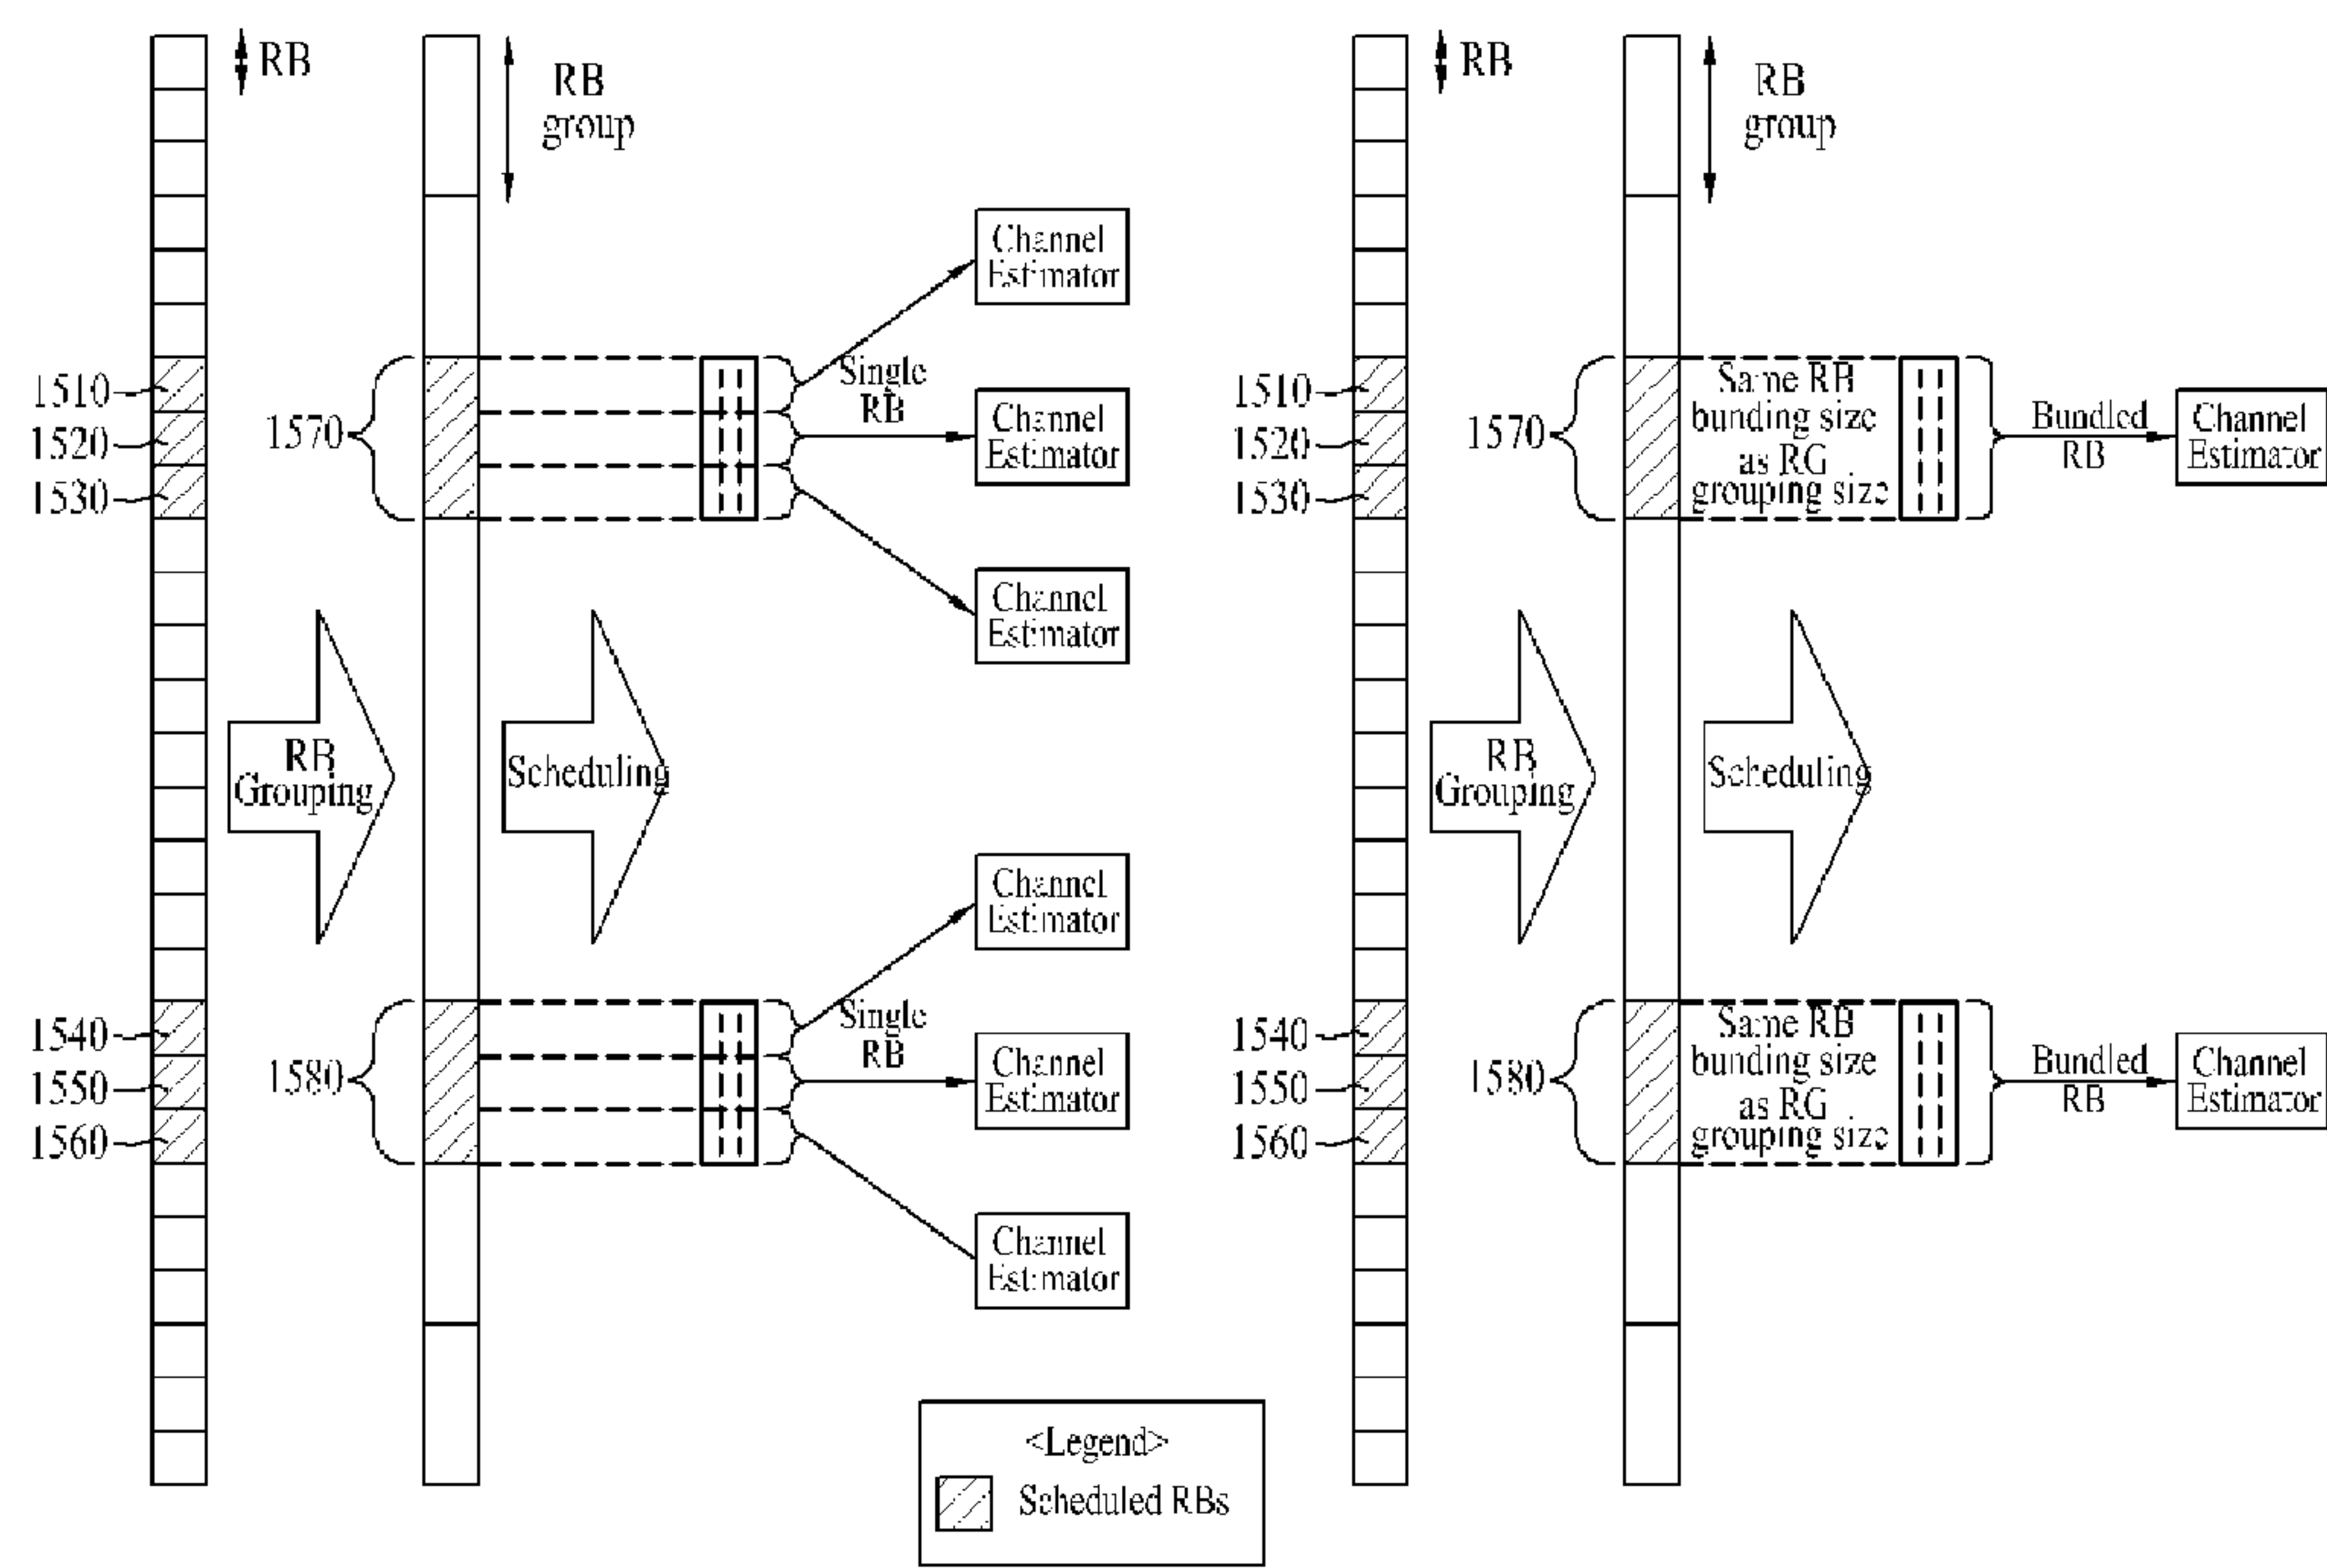 RB
RB
group
Channel
Estimator
1510
1520
1530
1570
Single
RB
Channel
Estimator
Channel
Estimator
RB
Grouping
Scheduling
Channel
Estimator
1540
1550
1560
1580
Single
RB
Channel
Estimator
Channel
Estimator
RB
RB
group
1510
1520
1530
1570
Same RB
bunding size
as RG
grouping size
Bundled
RB
Channel
Estimator
RB
Grouping
Scheduling
1540
1550
1560
1580
Same RB
bunding size
as RG
grouping size
Bundled
RB
Channel
Estimator
<Legend>
Scheduled RBs